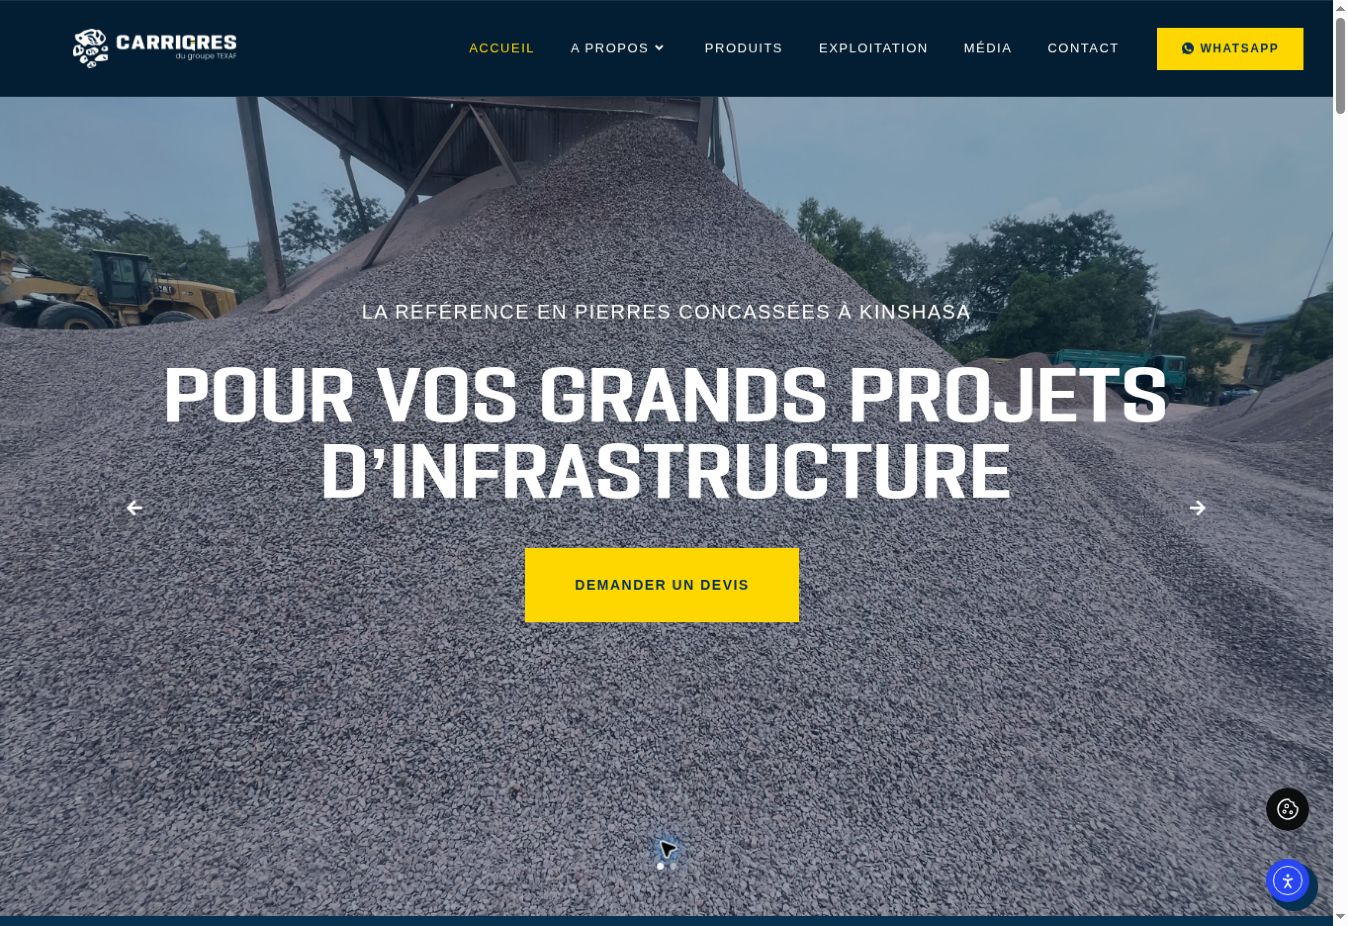 CARRIGRES
du groupe TEXAF
ACCUEIL
A PROPOS
PRODUITS
EXPLOITATION
MÉDIA
CONTACT
WHATSAPP
CAT
LA RÉFÉRENCE EN PIERRES CONCASSÉES À KINSHASA
POUR VOS GRANDS PROJETS
D’INFRASTRUCTURE
DEMANDER UN DEVIS